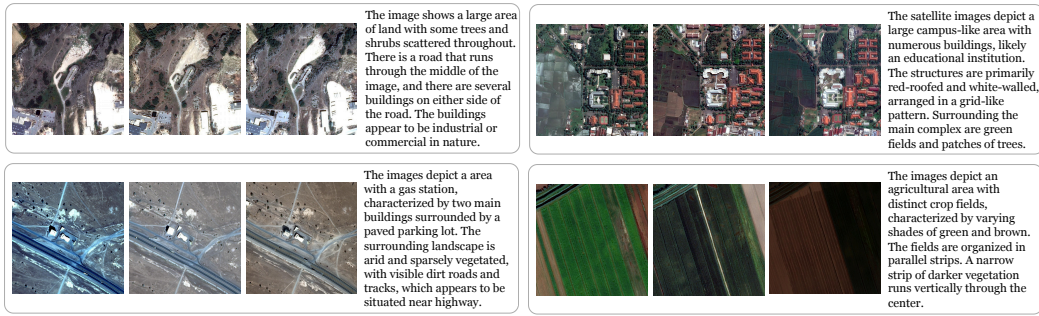 The image shows a large area
of land with some trees and
shrubs scattered throughout.
There is a road that runs
through the middle of the
image, and there are several
buildings on either side of
the road. The buildings
appear to be industrial or
commercial in nature.
The satellite images depict a
large campus-like area with
numerous buildings, likely
an educational institution.
The structures are primarily
red-roofed and white-walled,
arranged in a grid-like
pattern. Surrounding the
main complex are green
fields and patches of trees.
The images depict a area
with a gas station,
characterized by two main
buildings surrounded by a
paved parking lot. The
surrounding landscape is
arid and sparsely vegetated,
with visible dirt roads and
tracks, which appears to be
situated near highway.
The images depict an
agricultural area with
distinct crop fields,
characterized by varying
shades of green and brown.
The fields are organized in
parallel strips. A narrow
strip of darker vegetation
runs vertically through the
center.